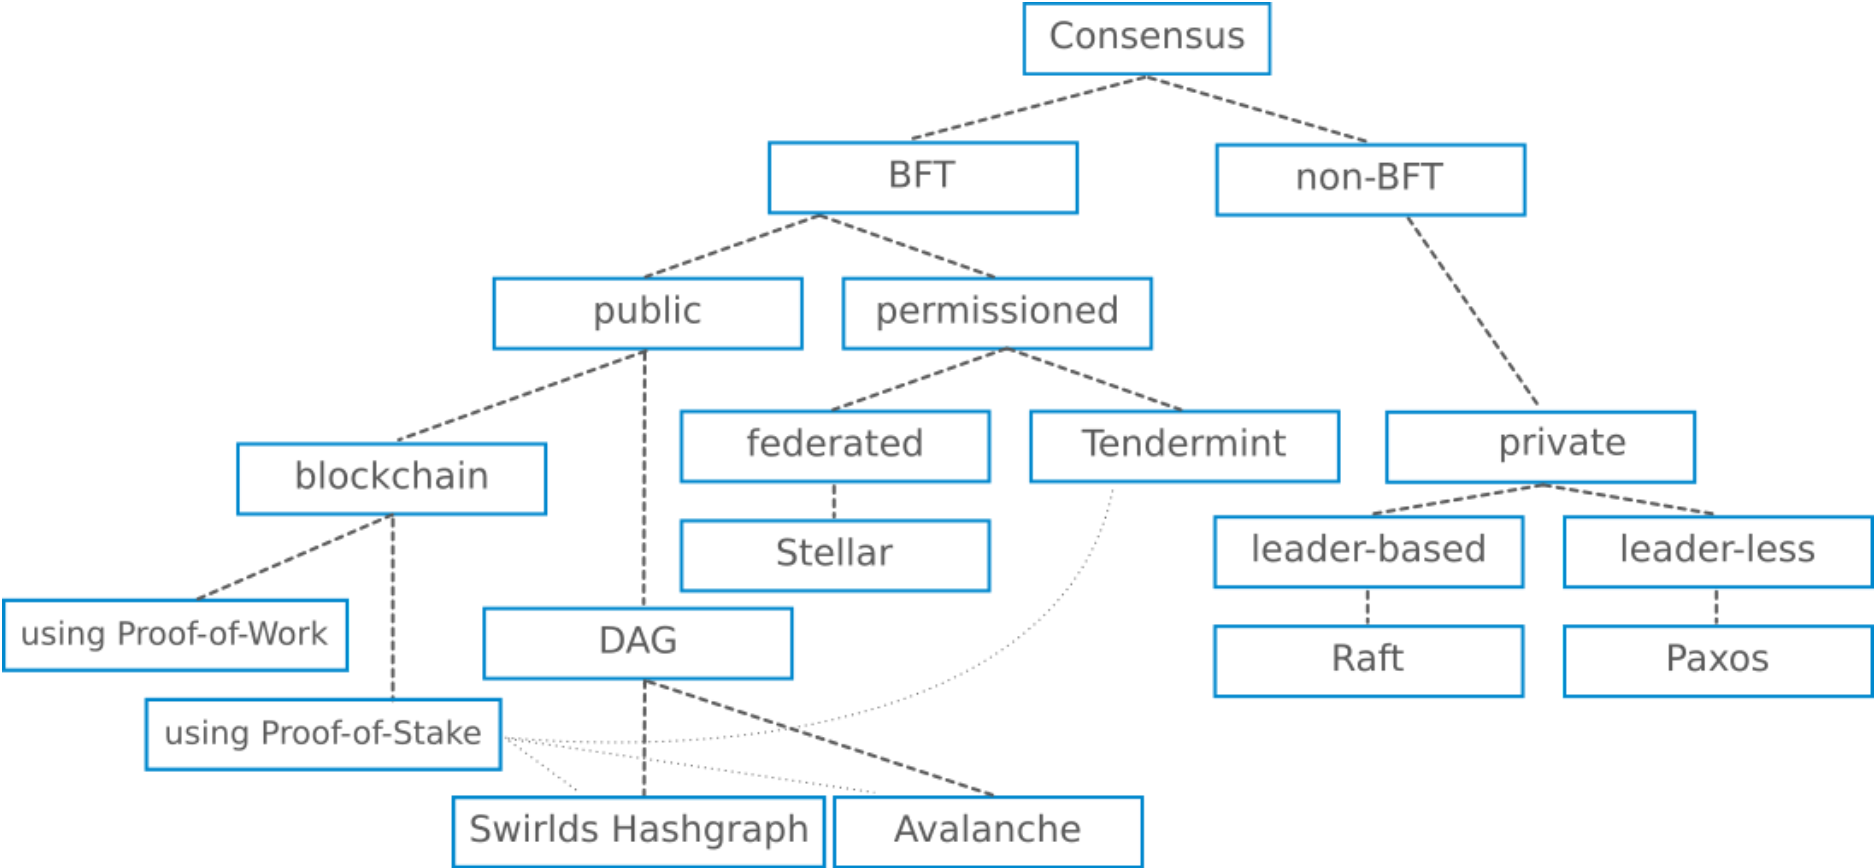 Consensus
BFT
non-BFT
public
permissioned
federated
Tendermint
private
blockchain
Stellar
leader-based
leader-less
using Proof-of-Work
DAG
Raft
Paxos
using Proof-of-Stake
Swirlds Hashgraph
Avalanche